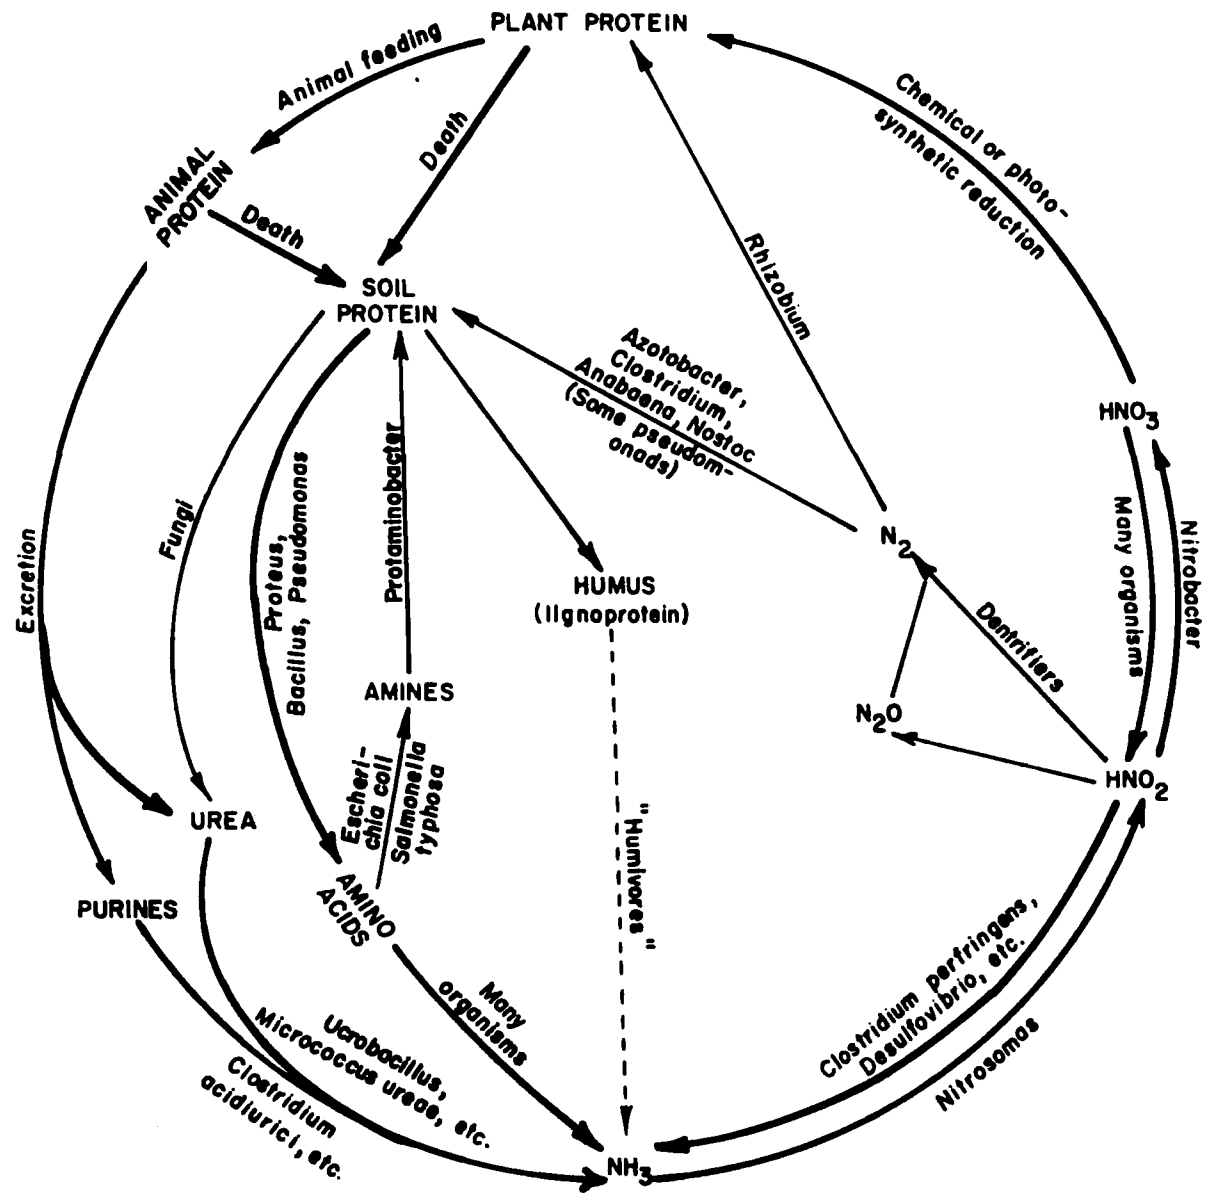 PLANT PROTEIN
Animal feeding
Death
Chemical or photo-
synthetic reduction
ANIMAL
PROTEIN
Death
SOIL
PROTEIN
Rhizobium
Azotobacter,
Clostridium,
Anabaena, Nostoc
(Some pseudom-
onads)
HNO3
N2
Many organisms
Nitrobacter
Excretion
Fungi
Proteus,
Bacillus, Pseudomonas
Protaminobacter
HUMUS
(lignoprotein)
Dentrifiers
AMINES
N2O
HNO2
Escheri-
chia coli
Salmonella
typhosa
UREA
"Humivores"
PURINES
AMINO
ACIDS
Many
organisms
Clostridium perfringens,
Desulfovibrio, etc.
Nitrosomas
Ucrobacillus,
Micrococcus ureae, etc.
Clostridium
acidiurici, etc.
NH3